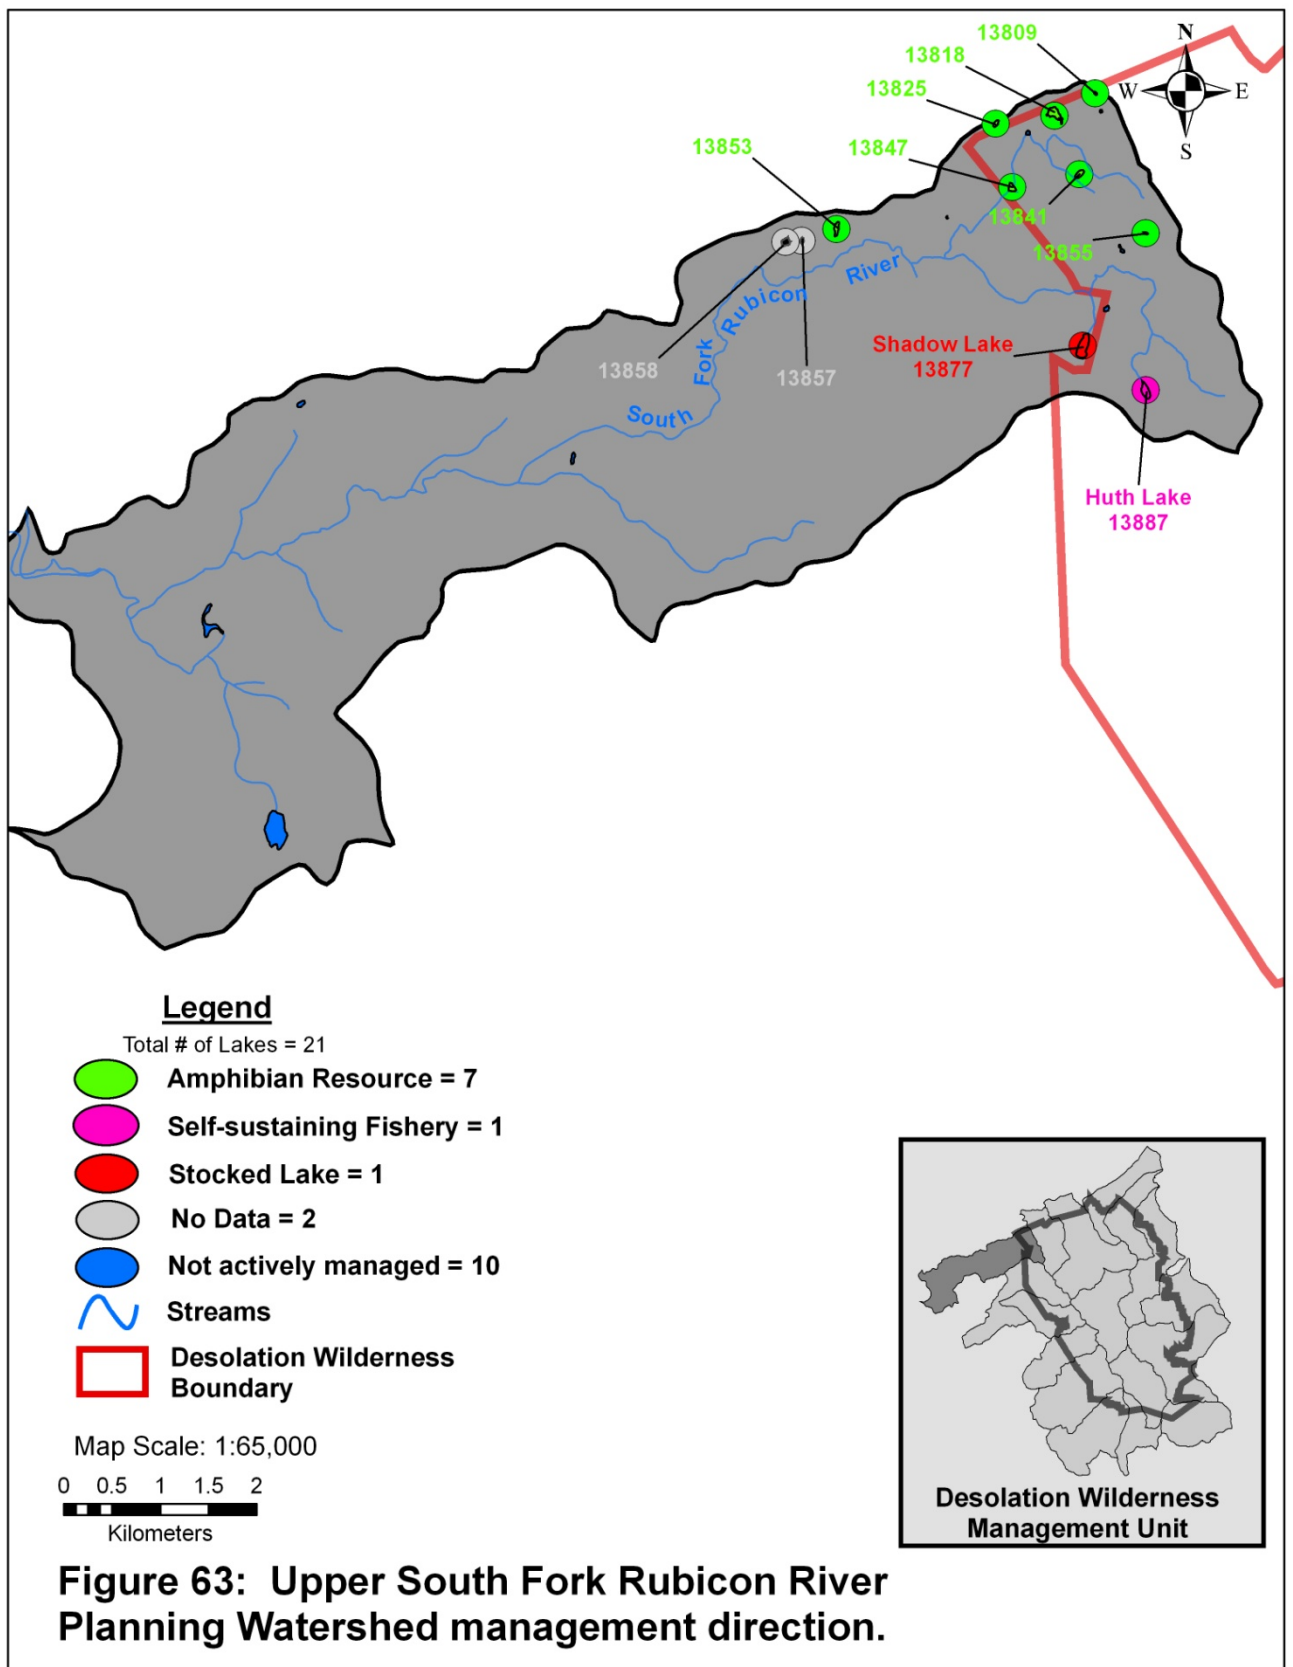 13809
13818
13825
N
W
E
S
13853
13847
13841
13855
South Fork Rubicon River
Shadow Lake
13877
13858
13857
Huth Lake
13887
Legend
Total # of Lakes = 21
Amphibian Resource = 7
Self-sustaining Fishery = 1
Stocked Lake = 1
No Data = 2
Not actively managed = 10
Streams
Desolation Wilderness
Boundary
Map Scale: 1:65,000
0 0.5 1 1.5 2
Kilometers
Desolation Wilderness
Management Unit
Figure 63: Upper South Fork Rubicon River
Planning Watershed management direction.